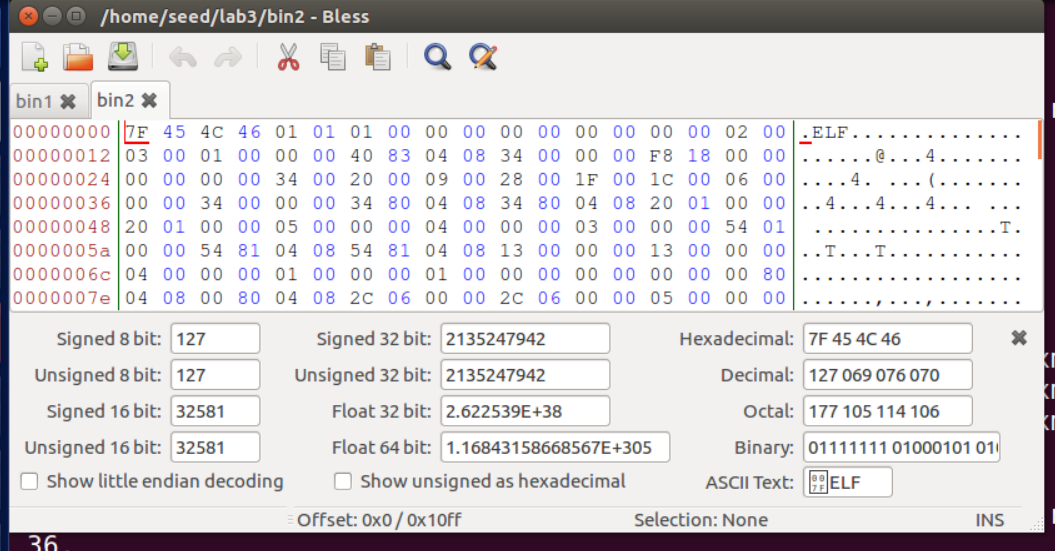 /home/seed/lab3/bin2 - Bless
bin1 ✖ bin2 ✖
00000000 7F 45 4C 46 01 01 01 00 00 00 00 00 00 00 00 00 02 00 .ELF..............
00000012 03 00 01 00 00 00 40 83 04 08 34 00 00 00 F8 18 00 00 ......@...4.......
00000024 00 00 00 00 34 00 20 00 09 00 28 00 1F 00 1C 00 06 00 ....4. ...(.......
00000036 00 00 34 00 00 00 34 80 04 08 34 80 04 08 20 01 00 00 ..4...4...4... ...
00000048 20 01 00 00 05 00 00 00 04 00 00 00 03 00 00 00 54 01  ...............T.
0000005a 00 00 54 81 04 08 54 81 04 08 13 00 00 00 13 00 00 00 ..T...T...........
0000006c 04 00 00 00 01 00 00 00 01 00 00 00 00 00 00 00 00 80 ..................
0000007e 04 08 00 80 04 08 2C 06 00 00 2C 06 00 00 05 00 00 00 ......,...,.......
Signed 8 bit: 127 Signed 32 bit: 2135247942 Hexadecimal: 7F 45 4C 46 ✖
Unsigned 8 bit: 127 Unsigned 32 bit: 2135247942 Decimal: 127 069 076 070
Signed 16 bit: 32581 Float 32 bit: 2.622539E+38 Octal: 177 105 114 106
Unsigned 16 bit: 32581 Float 64 bit: 1.16843158668567E+305 Binary: 01111111 01000101 010
Show little endian decoding Show unsigned as hexadecimal ASCII Text: ELF
Offset: 0x0 / 0x10ff Selection: None INS
36.